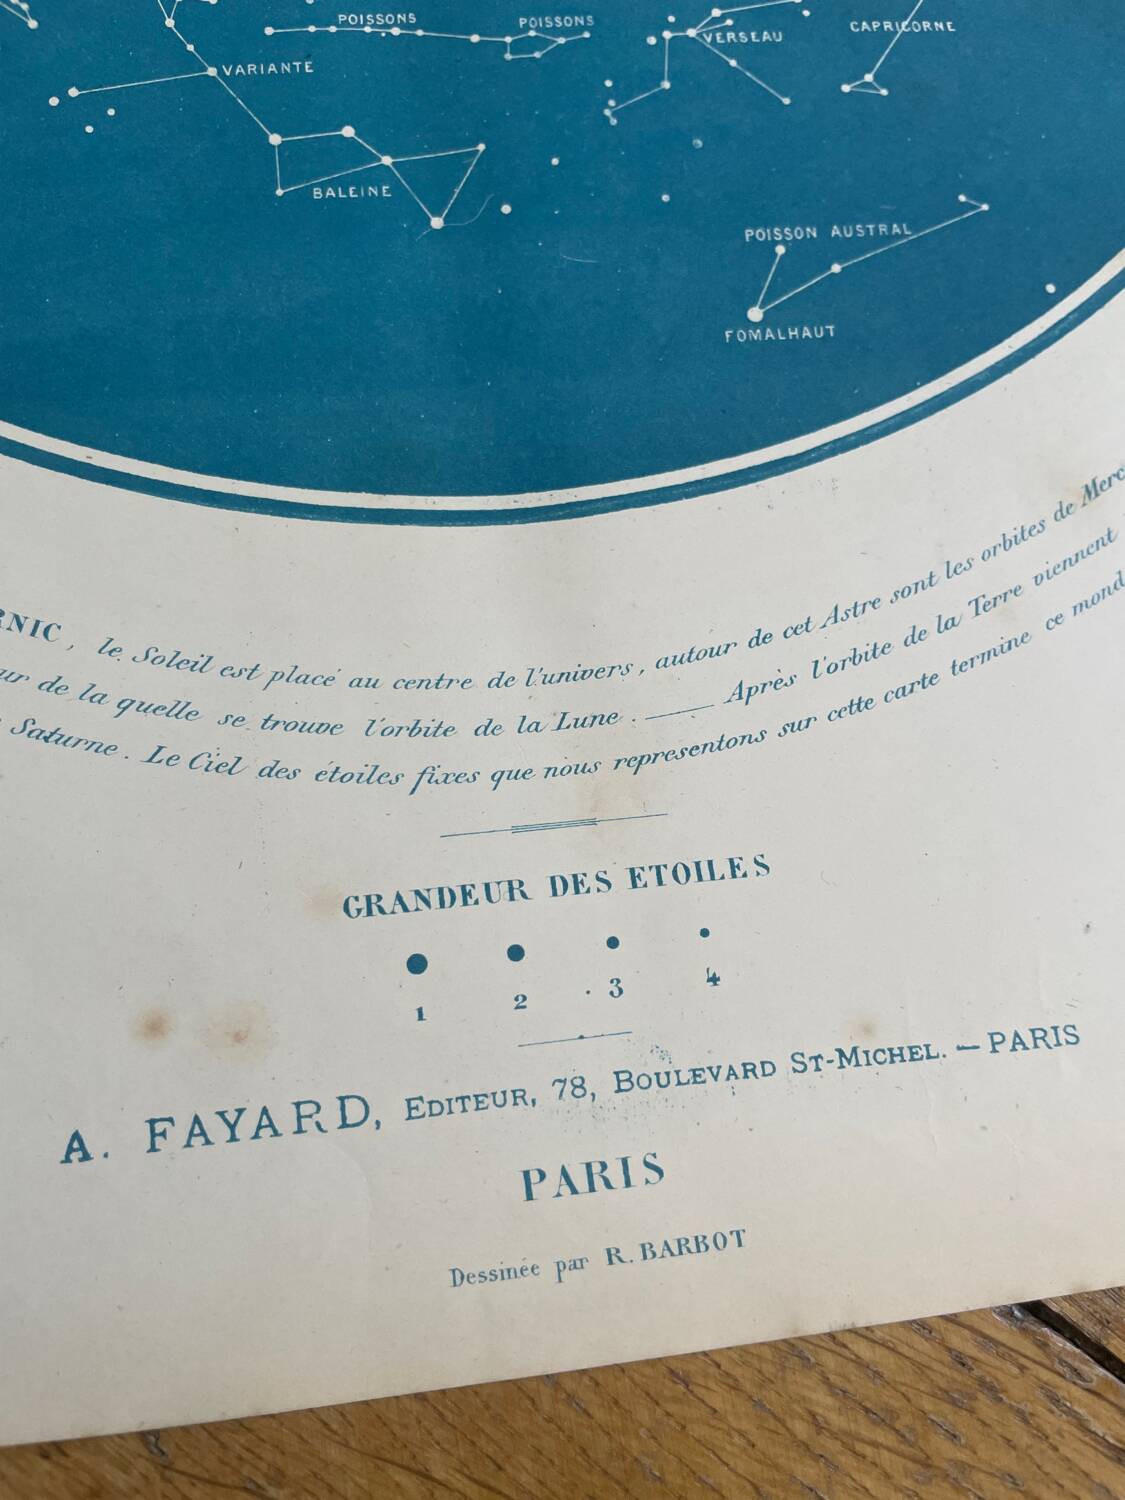 POISSONS
POISSONS
VERSEAU
CAPRICORNE
VARIANTE
BALEINE
POISSON AUSTRAL
FOMALHAUT
le Soleil est placé au centre de l'univers, autour de cet Astre sont les orbites de
de la quelle se trouve l'orbite de la Lune. — Après l'orbite de la Terre viennent
Saturne. Le Ciel des étoiles fixes que nous representons sur cette carte termine ce
GRANDEUR DES ETOILES
1 2 3 4
A. FAYARD, EDITEUR, 78, BOULEVARD ST-MICHEL. — PARIS
PARIS
Dessinée par R. BARBOT